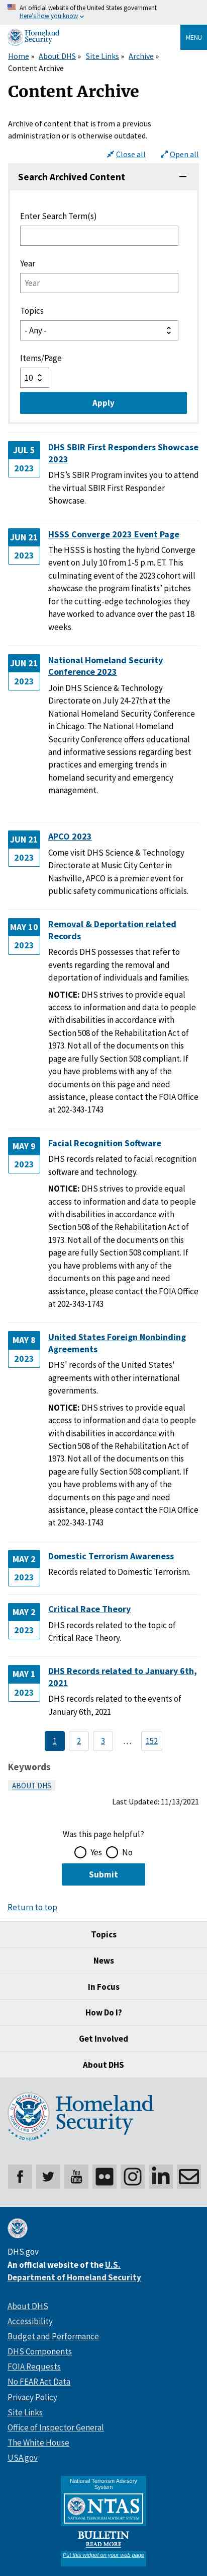 An official website of the United States government
Here's how you know
Homeland
Security
MENU
Home » About DHS » Site Links » Archive »
Content Archive
Content Archive
Archive of content that is from a previous
administration or is otherwise outdated.
Close all Open all
Search Archived Content
Enter Search Term(s)
Year
Year
Topics
- Any -
Items/Page
10
Apply
JUL 5
2023
DHS SBIR First Responders Showcase
2023
DHS's SBIR Program invites you to attend
the virtual SBIR First Responder
Showcase.
JUN 21
2023
HSSS Converge 2023 Event Page
The HSSS is hosting the hybrid Converge
event on July 10 from 1-5 p.m. ET. This
culminating event of the 2023 cohort will
showcase the program finalists' pitches
for the cutting-edge technologies they
have worked to advance over the past 18
weeks.
JUN 21
2023
National Homeland Security
Conference 2023
Join DHS Science & Technology
Directorate on July 24-27th at the
National Homeland Security Conference
in Chicago. The National Homeland
Security Conference offers educational
and informative sessions regarding best
practices and emerging trends in
homeland security and emergency
management.
JUN 21
2023
APCO 2023
Come visit DHS Science & Technology
Directorate at Music City Center in
Nashville, APCO is a premier event for
public safety communications officials.
MAY 10
2023
Removal & Deportation related
Records
Records DHS possesses that refer to
events regarding the removal and
deportation of individuals and families.
NOTICE: DHS strives to provide equal
access to information and data to people
with disabilities in accordance with
Section 508 of the Rehabilitation Act of
1973. Not all of the documents on this
page are fully Section 508 compliant. If
you have problems with any of the
documents on this page and need
assistance, please contact the FOIA Office
at 202-343-1743
MAY 9
2023
Facial Recognition Software
DHS records related to facial recognition
software and technology.
NOTICE: DHS strives to provide equal
access to information and data to people
with disabilities in accordance with
Section 508 of the Rehabilitation Act of
1973. Not all of the documents on this
page are fully Section 508 compliant. If
you have problems with any of the
documents on this page and need
assistance, please contact the FOIA Office
at 202-343-1743
MAY 8
2023
United States Foreign Nonbinding
Agreements
DHS' records of the United States'
agreements with other international
governments.
NOTICE: DHS strives to provide equal
access to information and data to people
with disabilities in accordance with
Section 508 of the Rehabilitation Act of
1973. Not all of the documents on this
page are fully Section 508 compliant. If
you have problems with any of the
documents on this page and need
assistance, please contact the FOIA Office
at 202-343-1743
MAY 2
2023
Domestic Terrorism Awareness
Records related to Domestic Terrorism.
MAY 2
2023
Critical Race Theory
DHS records related to the topic of
Critical Race Theory.
MAY 1
2023
DHS Records related to January 6th,
2021
DHS records related to the events of
January 6th, 2021
1 2 3 … 152
Keywords
ABOUT DHS
Last Updated: 11/13/2021
Was this page helpful?
Yes No
Submit
Return to top
Topics
News
In Focus
How Do I?
Get Involved
About DHS
Homeland
Security
You
Tube
DHS.gov
An official website of the U.S.
Department of Homeland Security
About DHS
Accessibility
Budget and Performance
DHS Components
FOIA Requests
No FEAR Act Data
Privacy Policy
Site Links
Office of Inspector General
The White House
USA.gov
National Terrorism Advisory
System
NTAS
BULLETIN
READ MORE
Put this widget on your web page